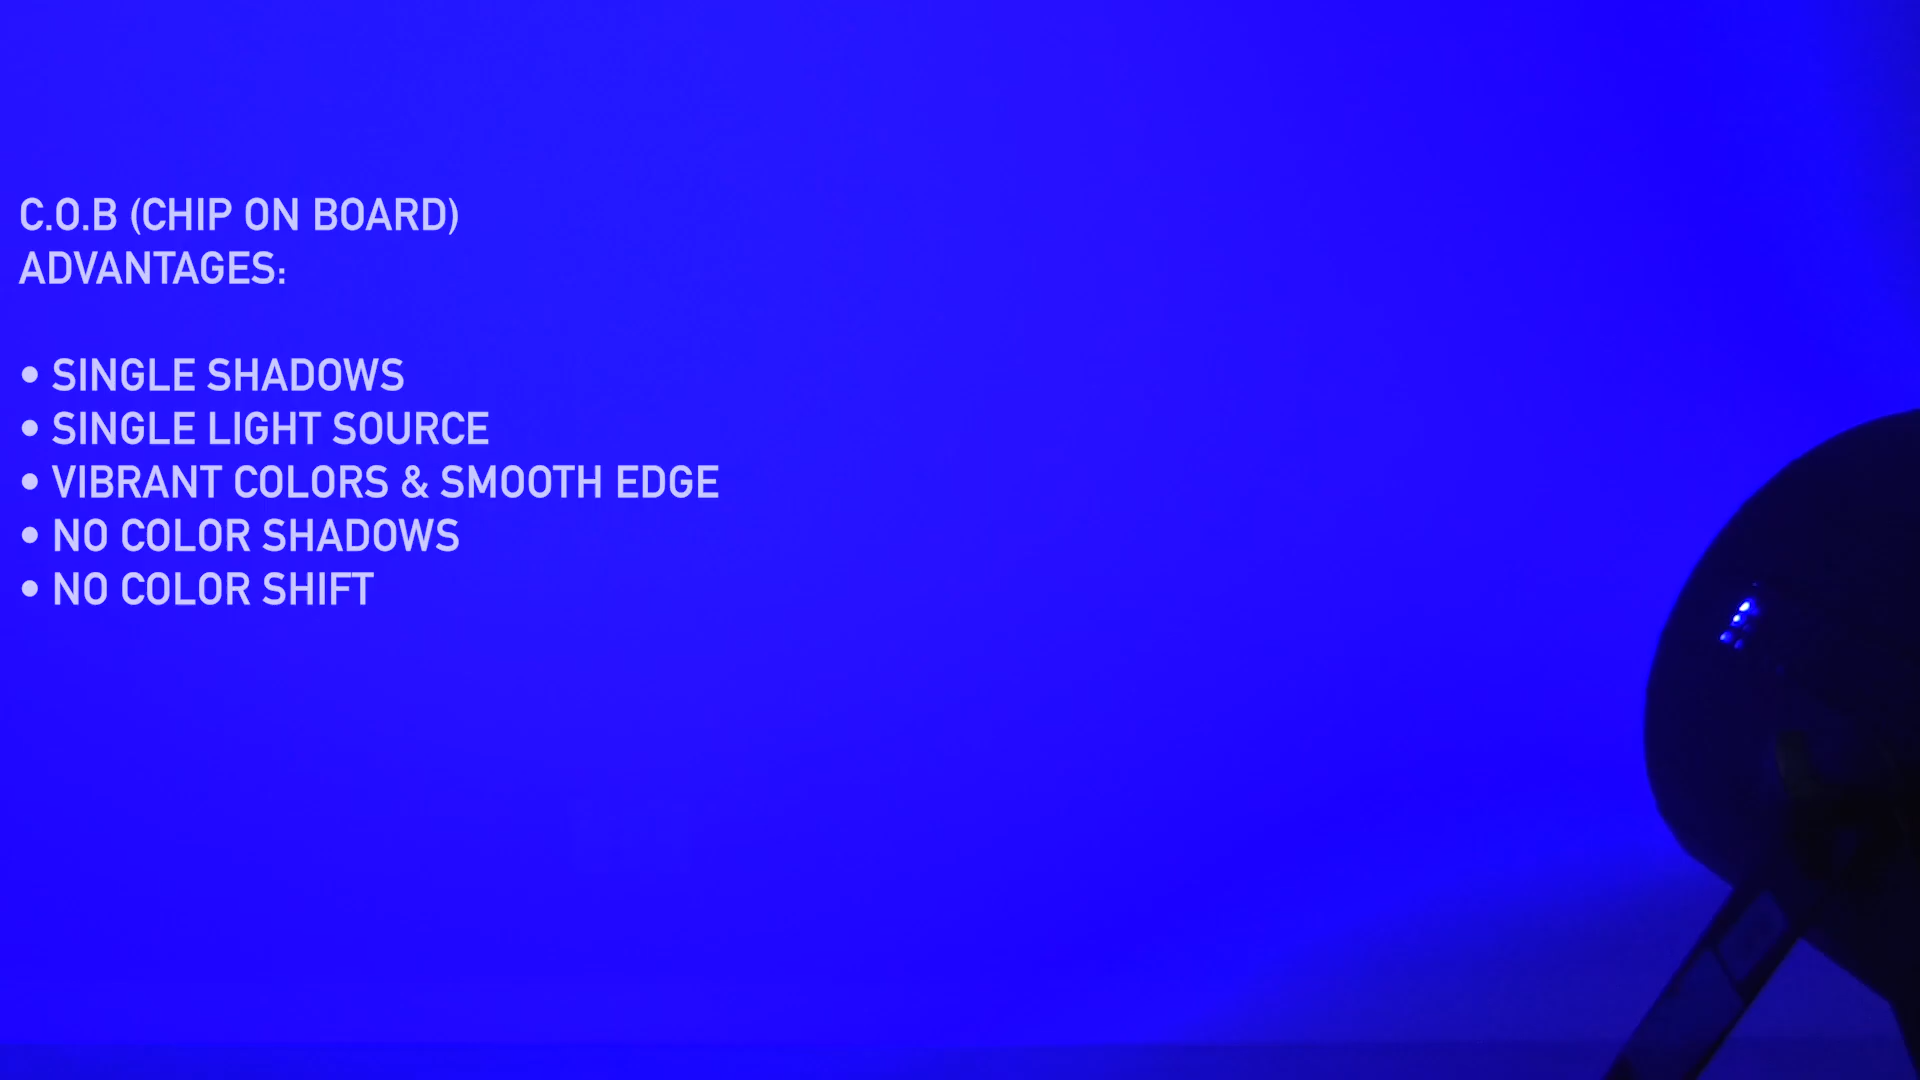 C.O.B (CHIP ON BOARD)
ADVANTAGES:
• SINGLE SHADOWS
• SINGLE LIGHT SOURCE
• VIBRANT COLORS & SMOOTH EDGE
• NO COLOR SHADOWS
• NO COLOR SHIFT